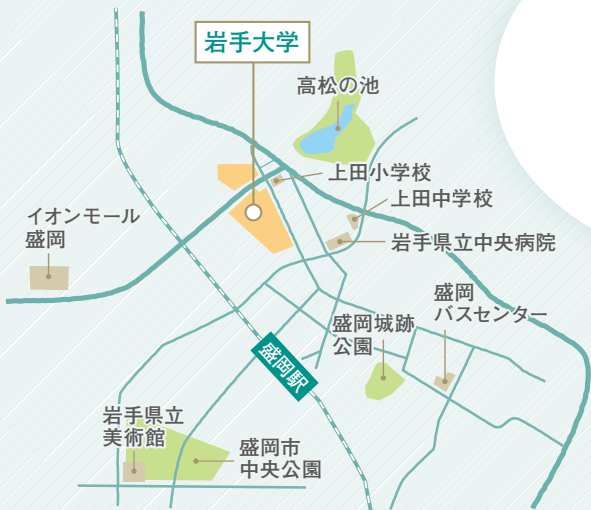 岩手大学
高松の池
上田小学校
上田中学校
イオンモール
盛岡
岩手県立中央病院
盛岡
バスセンター
盛岡城跡
公園
盛岡駅
岩手県立
美術館
盛岡市
中央公園